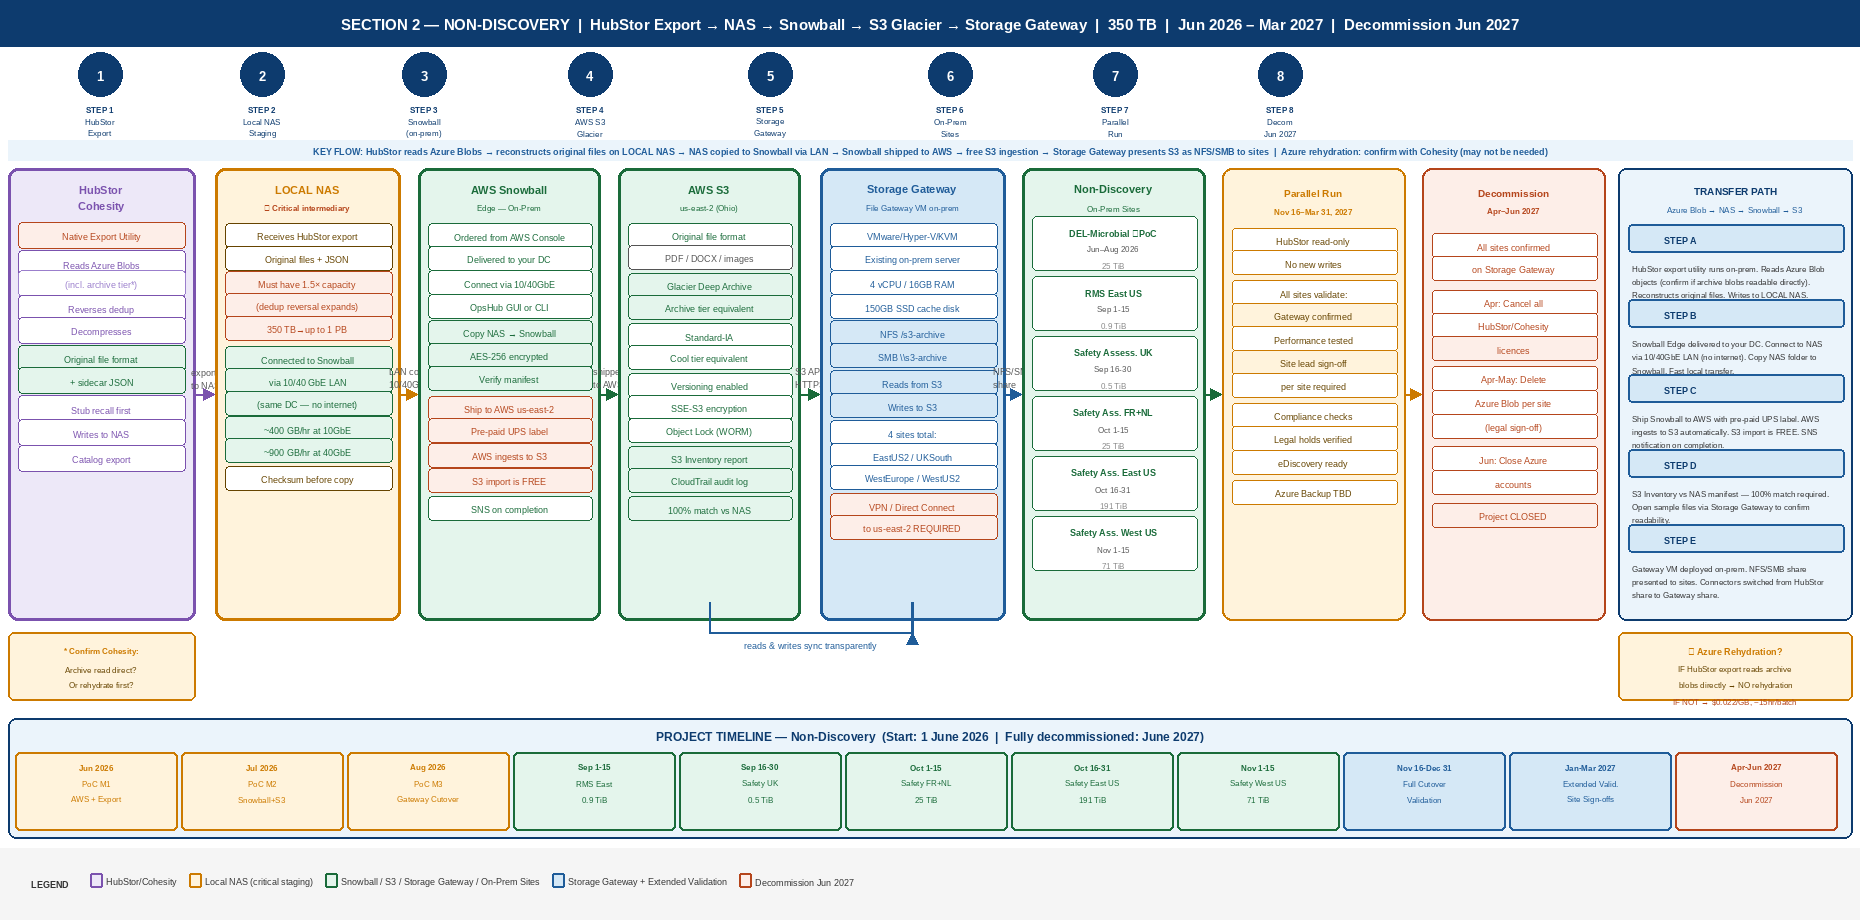 SECTION 2 — NON-DISCOVERY | HubStor Export → NAS → Snowball → S3 Glacier → Storage Gateway | 350 TB | Jun 2026 – Mar 2027 | Decommission Jun 2027
1
STEP 1
HubStor
Export
2
STEP 2
Local NAS
Staging
3
STEP 3
Snowball
(on-prem)
4
STEP 4
AWS S3
Glacier
5
STEP 5
Storage
Gateway
6
STEP 6
On-Prem
Sites
7
STEP 7
Parallel
Run
8
STEP 8
Decom
Jun 2027
KEY FLOW: HubStor reads Azure Blobs → reconstructs original files on LOCAL NAS → NAS copied to Snowball via LAN → Snowball shipped to AWS → free S3 ingestion → Storage Gateway presents S3 as NFS/SMB to sites | Azure rehydration: confirm with Cohesity (may not be needed)
HubStor
Cohesity
Native Export Utility
Reads Azure Blobs
(incl. archive tier*)
Reverses dedup
Decompresses
Original file format
+ sidecar JSON
Stub recall first
Writes to NAS
Catalog export
export
to NAS
LOCAL NAS
Critical intermediary
Receives HubStor export
Original files + JSON
Must have 1.5× capacity
(dedup reversal expands)
350 TB→up to 1 PB
Connected to Snowball
via 10/40 GbE LAN
(same DC — no internet)
~400 GB/hr at 10GbE
~900 GB/hr at 40GbE
Checksum before copy
LAN co
10/40G
AWS Snowball
Edge — On-Prem
Ordered from AWS Console
Delivered to your DC
Connect via 10/40GbE
OpsHub GUI or CLI
Copy NAS → Snowball
AES-256 encrypted
Verify manifest
Ship to AWS us-east-2
Pre-paid UPS label
AWS ingests to S3
S3 import is FREE
SNS on completion
shippe
to AW
AWS S3
us-east-2 (Ohio)
Original file format
PDF / DOCX / images
Glacier Deep Archive
Archive tier equivalent
Standard-IA
Cool tier equivalent
Versioning enabled
SSE-S3 encryption
Object Lock (WORM)
S3 Inventory report
CloudTrail audit log
100% match vs NAS
S3 AP
HTTP
Storage Gateway
File Gateway VM on-prem
VMware/Hyper-V/KVM
Existing on-prem server
4 vCPU / 16GB RAM
150GB SSD cache disk
NFS /s3-archive
SMB \\s3-archive
Reads from S3
Writes to S3
4 sites total:
EastUS2 / UKSouth
WestEurope / WestUS2
VPN / Direct Connect
to us-east-2 REQUIRED
NFS/SM
share
reads & writes sync transparently
Non-Discovery
On-Prem Sites
DEL-Microbial PoC
Jun–Aug 2026
25 TiB
RMS East US
Sep 1-15
0.9 TiB
Safety Assess. UK
Sep 16-30
0.5 TiB
Safety Ass. FR+NL
Oct 1-15
25 TiB
Safety Ass. East US
Oct 16-31
191 TiB
Safety Ass. West US
Nov 1-15
71 TiB
Parallel Run
Nov 16–Mar 31, 2027
HubStor read-only
No new writes
All sites validate:
Gateway confirmed
Performance tested
Site lead sign-off
per site required
Compliance checks
Legal holds verified
eDiscovery ready
Azure Backup TBD
Decommission
Apr–Jun 2027
All sites confirmed
on Storage Gateway
Apr: Cancel all
HubStor/Cohesity
licences
Apr-May: Delete
Azure Blob per site
(legal sign-off)
Jun: Close Azure
accounts
Project CLOSED
TRANSFER PATH
Azure Blob → NAS → Snowball → S3
STEP A
HubStor export utility runs on-prem. Reads Azure Blob
objects (confirm if archive blobs readable directly).
Reconstructs original files. Writes to LOCAL NAS.
STEP B
Snowball Edge delivered to your DC. Connect to NAS
via 10/40GbE LAN (no internet). Copy NAS folder to
Snowball. Fast local transfer.
STEP C
Ship Snowball to AWS with pre-paid UPS label. AWS
ingests to S3 automatically. S3 import is FREE. SNS
notification on completion.
STEP D
S3 Inventory vs NAS manifest — 100% match required.
Open sample files via Storage Gateway to confirm
readability.
STEP E
Gateway VM deployed on-prem. NFS/SMB share
presented to sites. Connectors switched from HubStor
share to Gateway share.
* Confirm Cohesity:
Archive read direct?
Or rehydrate first?
Azure Rehydration?
IF HubStor export reads archive
blobs directly → NO rehydration
IF NOT → $0.022/GB, ~15hr/batch
PROJECT TIMELINE — Non-Discovery (Start: 1 June 2026 | Fully decommissioned: June 2027)
Jun 2026
PoC M1
AWS + Export
Jul 2026
PoC M2
Snowball+S3
Aug 2026
PoC M3
Gateway Cutover
Sep 1-15
RMS East
0.9 TiB
Sep 16-30
Safety UK
0.5 TiB
Oct 1-15
Safety FR+NL
25 TiB
Oct 16-31
Safety East US
191 TiB
Nov 1-15
Safety West US
71 TiB
Nov 16-Dec 31
Full Cutover
Validation
Jan-Mar 2027
Extended Valid.
Site Sign-offs
Apr-Jun 2027
Decommission
Jun 2027
LEGEND
HubStor/Cohesity
Local NAS (critical staging)
Snowball / S3 / Storage Gateway / On-Prem Sites
Storage Gateway + Extended Validation
Decommission Jun 2027